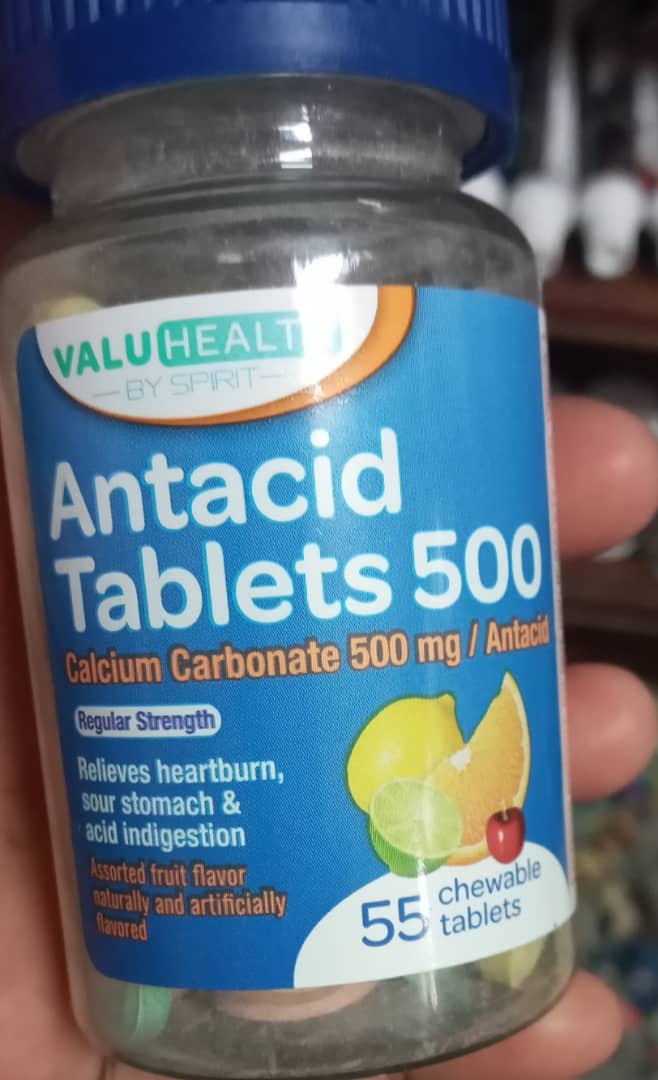 VALUHEALTH
BY SPIRIT
Antacid
Tablets 500
Calcium Carbonate 500 mg / Antacid
Regular Strength
Relieves heartburn,
sour stomach &
acid indigestion
Assorted fruit flavor
naturally and artificially
flavored
55 chewable
tablets